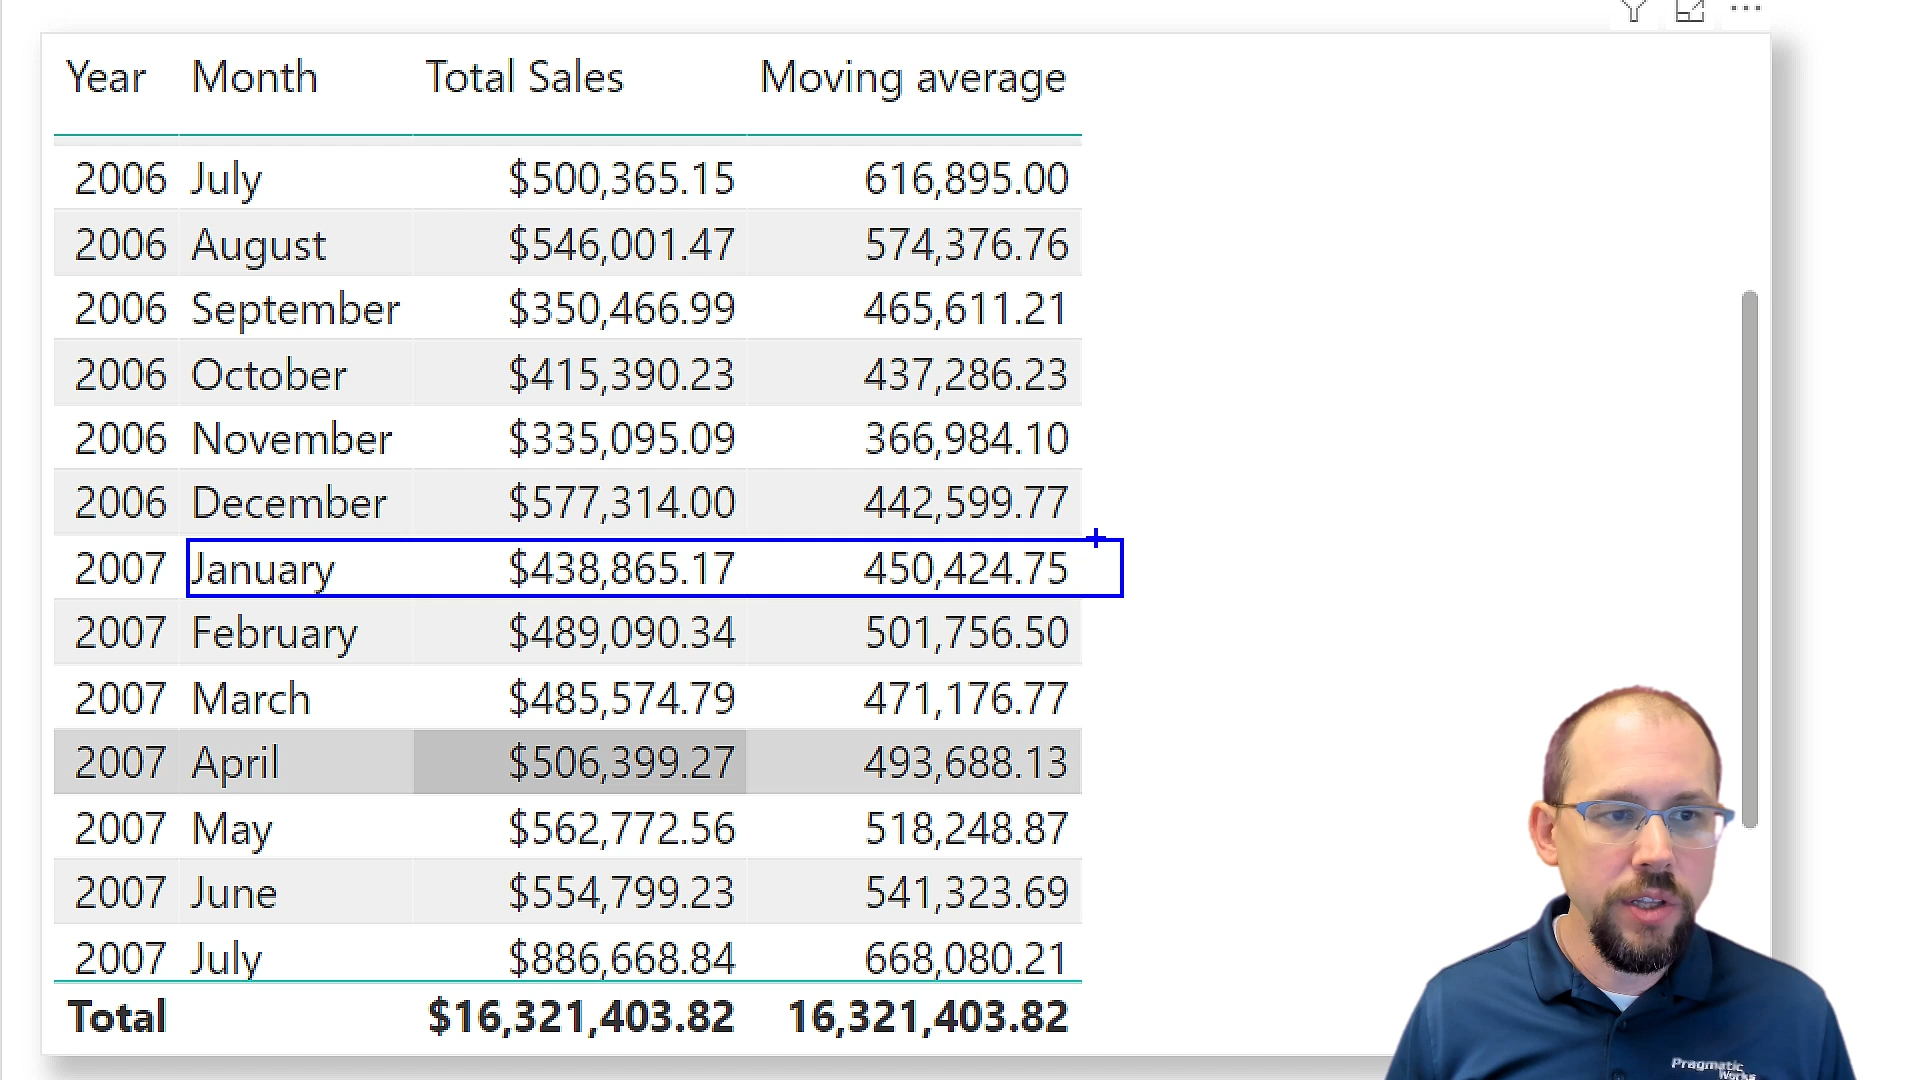 Year Month Total Sales Moving average
2006 July $500,365.15 616,895.00
2006 August $546,001.47 574,376.76
2006 September $350,466.99 465,611.21
2006 October $415,390.23 437,286.23
2006 November $335,095.09 366,984.10
2006 December $577,314.00 442,599.77
2007 January $438,865.17 450,424.75
2007 February $489,090.34 501,756.50
2007 March $485,574.79 471,176.77
2007 April $506,399.27 493,688.13
2007 May $562,772.56 518,248.87
2007 June $554,799.23 541,323.69
2007 July $886,668.84 668,080.21
Total $16,321,403.82 16,321,403.82
Pragmatic
Works